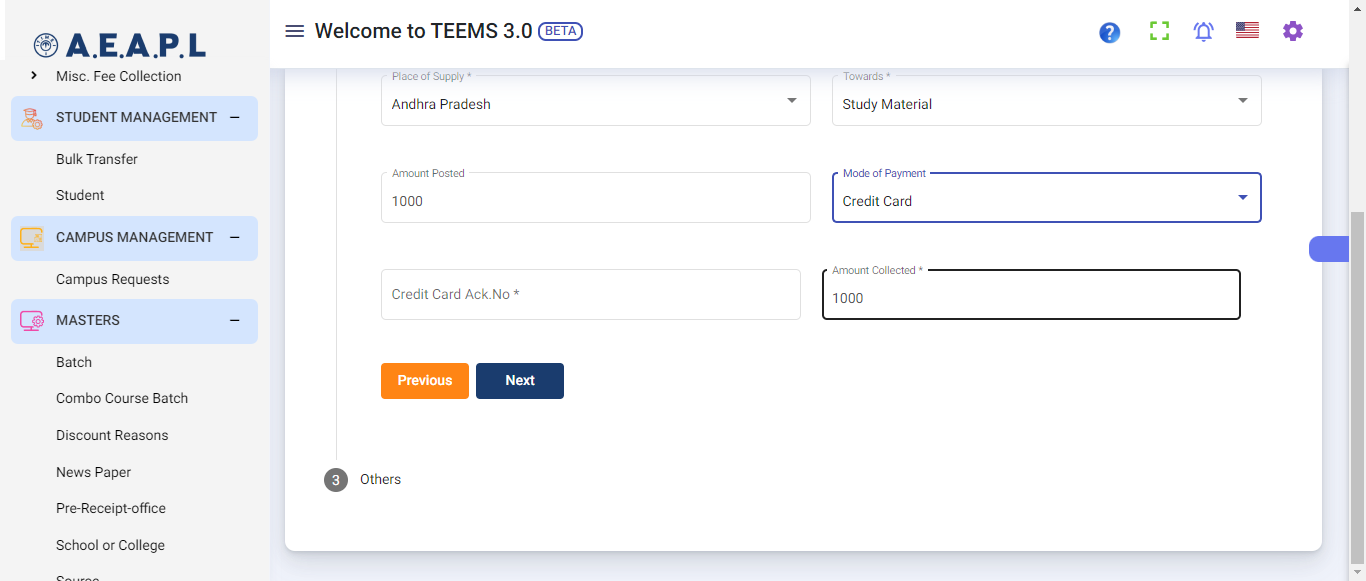 A.E.A.P.L
Misc. Fee Collection
STUDENT MANAGEMENT
Bulk Transfer
Student
CAMPUS MANAGEMENT
Campus Requests
MASTERS
Batch
Combo Course Batch
Discount Reasons
News Paper
Pre-Receipt-office
School or College
Source
Welcome to TEEMS 3.0 BETA
Place of Supply *
Andhra Pradesh
Towards *
Study Material
Amount Posted
1000
Mode of Payment
Credit Card
Credit Card Ack.No *
Amount Collected *
1000
Previous
Next
3 Others